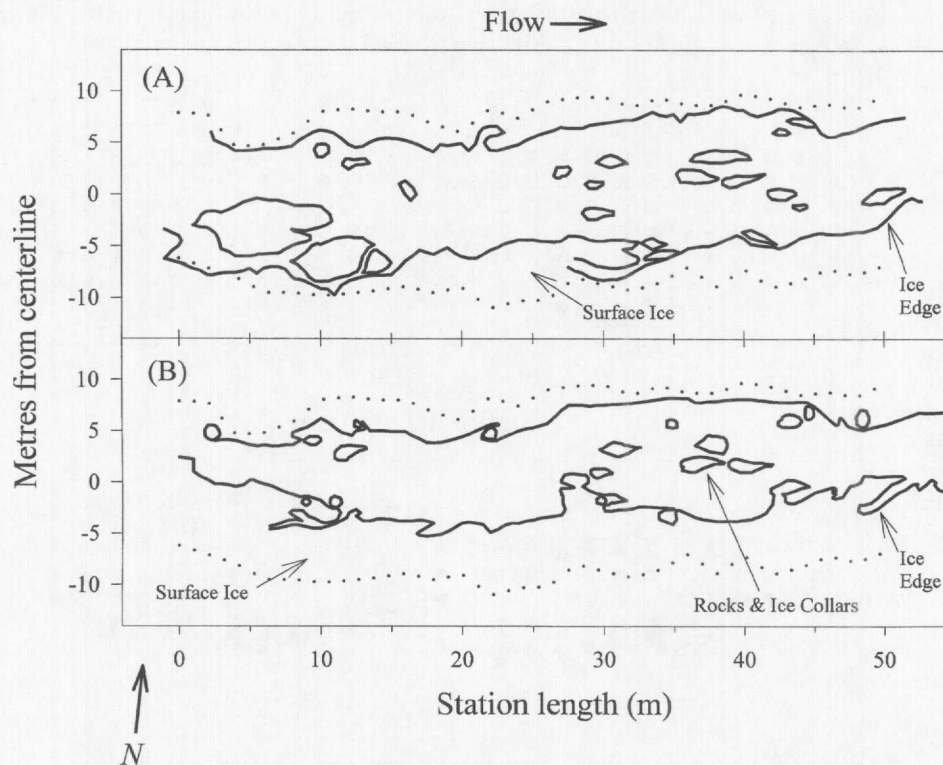 Flow
(A)
10
5
0
-5
-10
Surface Ice
Ice
Edge
Metres from centerline
(B)
10
5
0
-5
-10
Surface Ice
Rocks & Ice Collars
Ice
Edge
0 10 20 30 40 50
Station length (m)
N